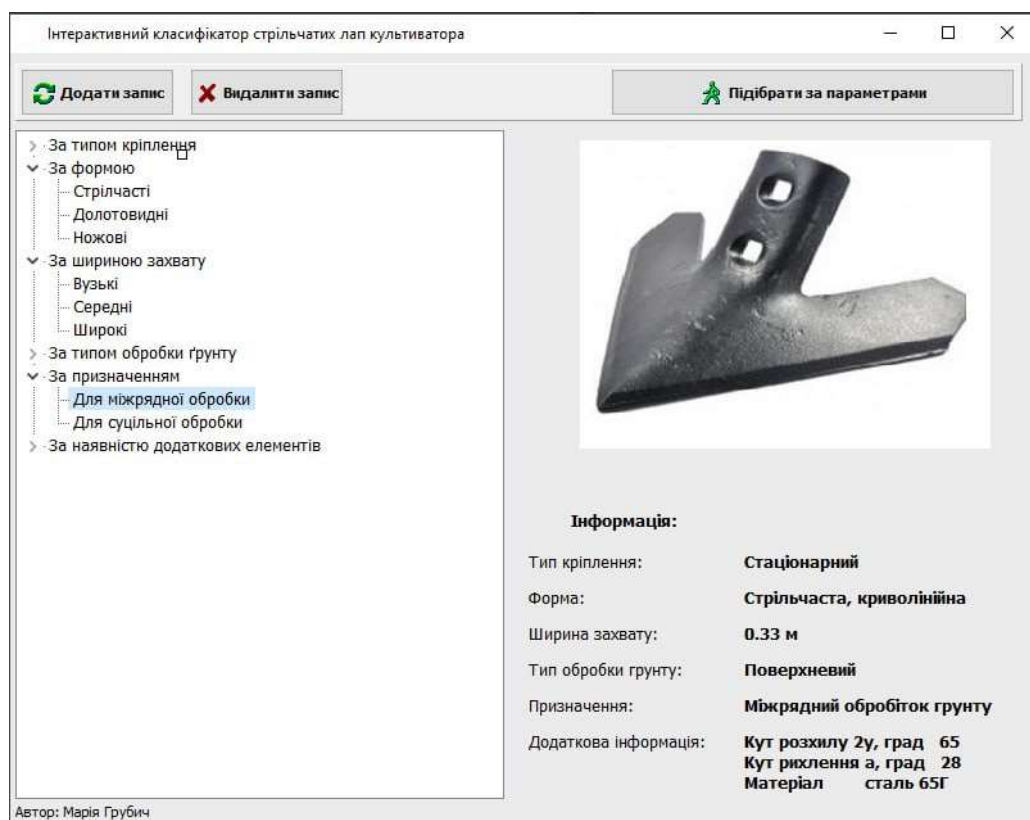 Інтерактивний класифікатор стрільчатих лап культиватора
Додати запис
Видалити запис
Підібрати за параметрами
За типом кріплення
За формою
Стрілчасті
Долотовидні
Ножові
За шириною захвату
Вузькі
Середні
Широкі
За типом обробки ґрунту
За призначенням
Для міжрядної обробки
Для суцільної обробки
За наявністю додаткових елементів
Інформація:
Тип кріплення: Стаціонарний
Форма: Стрільчаста, криволінійна
Ширина захвату: 0.33 м
Тип обробки грунту: Поверхневий
Призначення: Міжрядний обробіток грунту
Додаткова інформація: Кут розхилу 2у, град 65
Кут рихлення а, град 28
Матеріал сталь 65Г
Автор: Марія Грубич